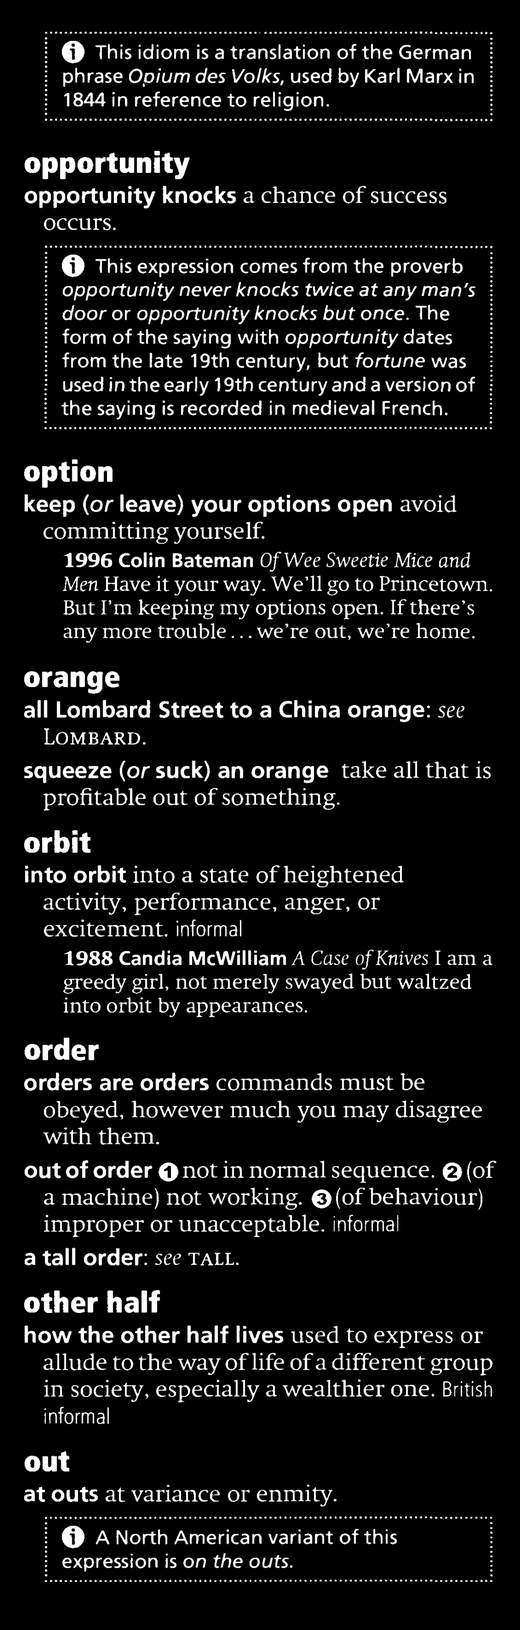 ⓘ This idiom is a translation of the German
phrase Opium des Volks, used by Karl Marx in
1844 in reference to religion.
opportunity
opportunity knocks a chance of success
occurs.
ⓘ This expression comes from the proverb
opportunity never knocks twice at any man's
door or opportunity knocks but once. The
form of the saying with opportunity dates
from the late 19th century, but fortune was
used in the early 19th century and a version of
the saying is recorded in medieval French.
option
keep (or leave) your options open avoid
committing yourself.
1996 Colin Bateman Of Wee Sweetie Mice and
Men Have it your way. We'll go to Princetown.
But I'm keeping my options open. If there's
any more trouble... we're out, we're home.
orange
all Lombard Street to a China orange: see
LOMBARD.
squeeze (or suck) an orange take all that is
profitable out of something.
orbit
into orbit into a state of heightened
activity, performance, anger, or
excitement. informal
1988 Candia McWilliam A Case of Knives I am a
greedy girl, not merely swayed but waltzed
into orbit by appearances.
order
orders are orders commands must be
obeyed, however much you may disagree
with them.
out of order ❶ not in normal sequence. ❷ (of
a machine) not working. ❸ (of behaviour)
improper or unacceptable. informal
a tall order: see TALL.
other half
how the other half lives used to express or
allude to the way of life of a different group
in society, especially a wealthier one. British
informal
out
at outs at variance or enmity.
ⓘ A North American variant of this
expression is on the outs.